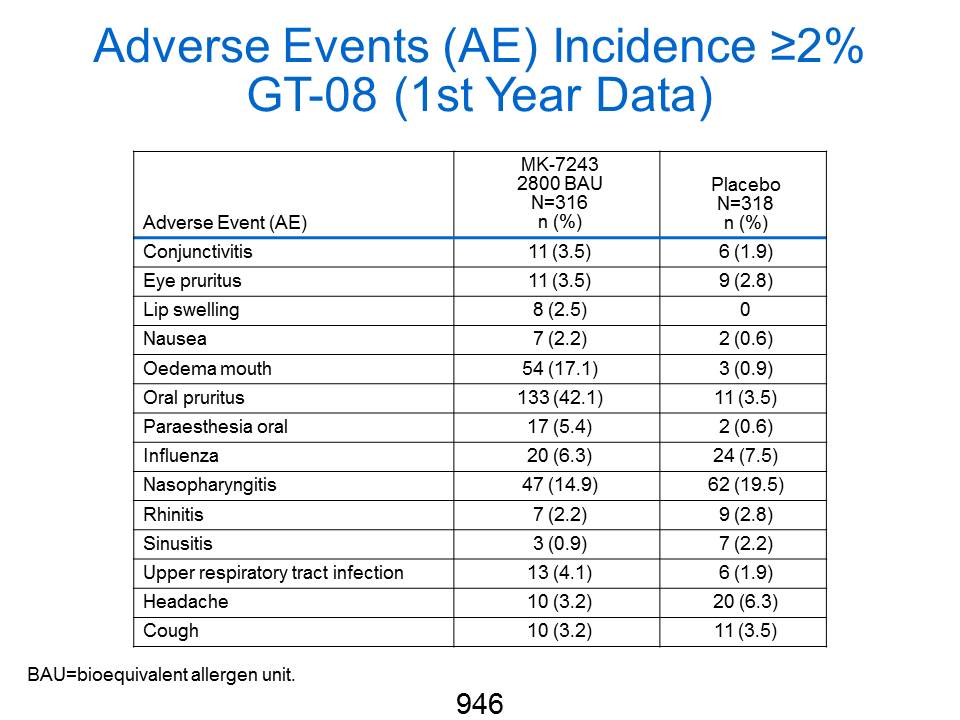 Adverse Events (AE) Incidence ≥2%
GT-08 (1st Year Data)
Adverse Event (AE)
MK-7243
2800 BAU
N=316
n (%)
Placebo
N=318
n (%)
Conjunctivitis 11 (3.5) 6 (1.9)
Eye pruritus 11 (3.5) 9 (2.8)
Lip swelling 8 (2.5) 0
Nausea 7 (2.2) 2 (0.6)
Oedema mouth 54 (17.1) 3 (0.9)
Oral pruritus 133 (42.1) 11 (3.5)
Paraesthesia oral 17 (5.4) 2 (0.6)
Influenza 20 (6.3) 24 (7.5)
Nasopharyngitis 47 (14.9) 62 (19.5)
Rhinitis 7 (2.2) 9 (2.8)
Sinusitis 3 (0.9) 7 (2.2)
Upper respiratory tract infection 13 (4.1) 6 (1.9)
Headache 10 (3.2) 20 (6.3)
Cough 10 (3.2) 11 (3.5)
BAU=bioequivalent allergen unit.
946